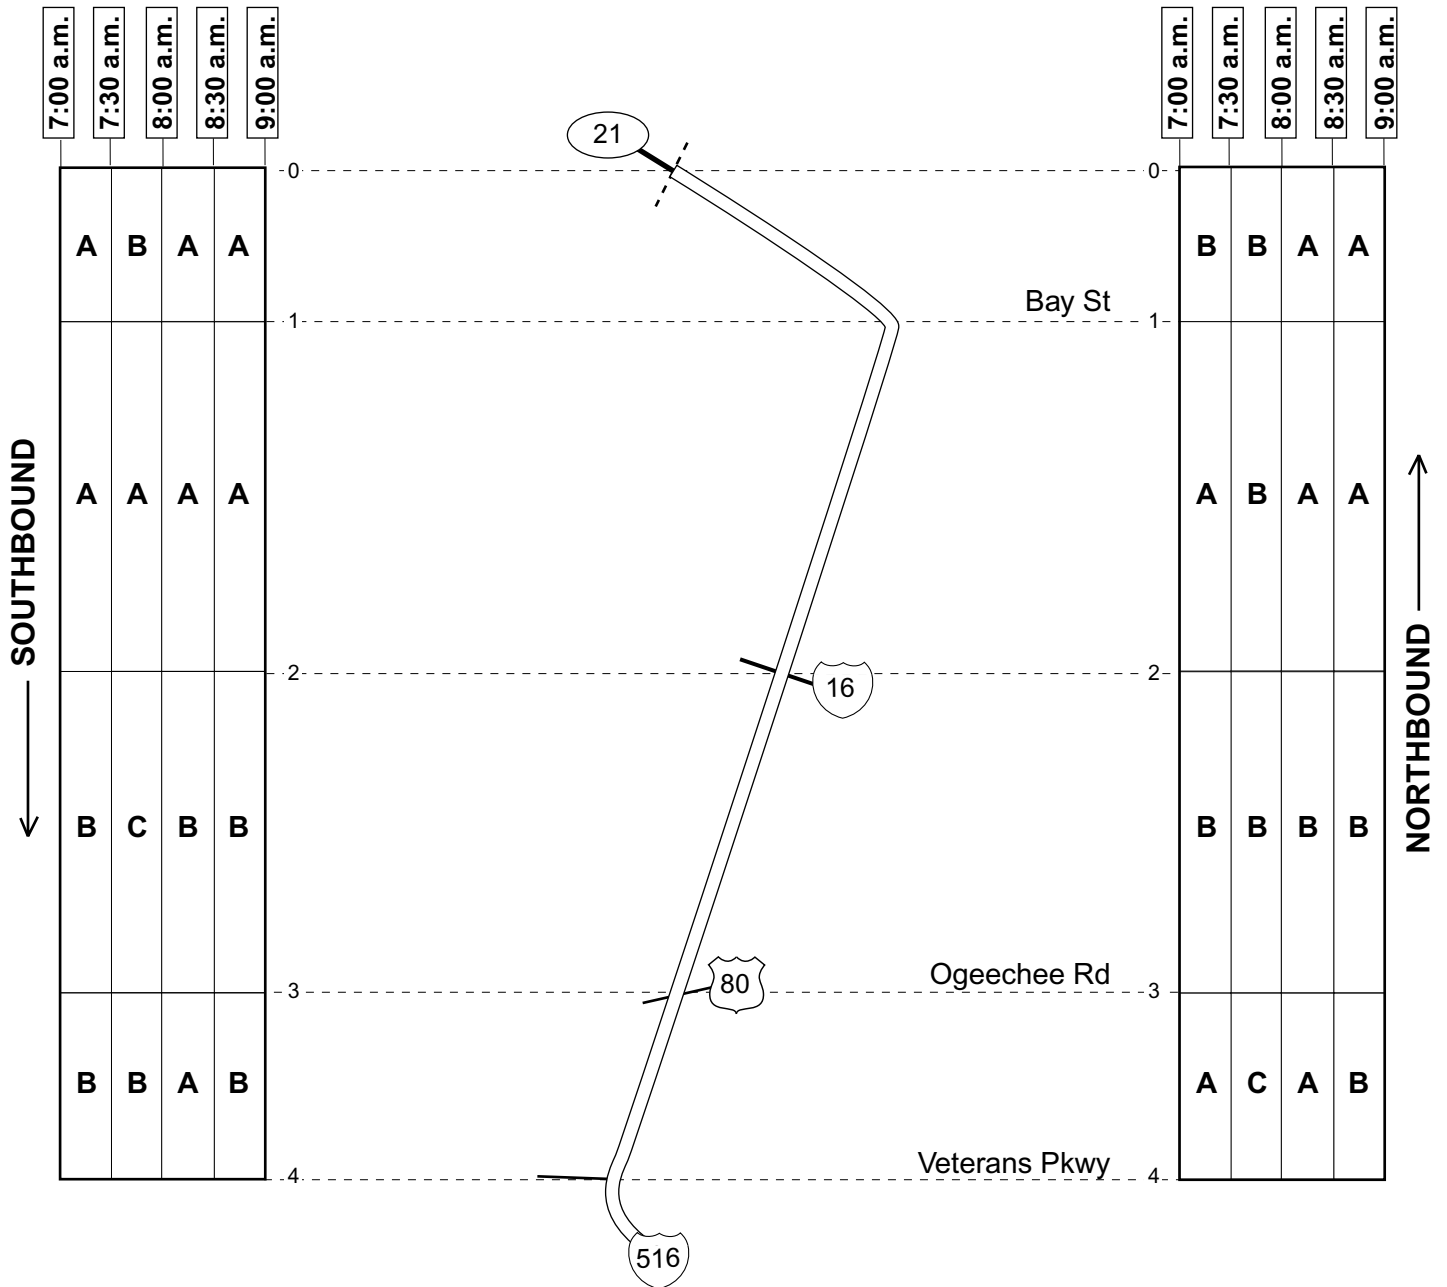 7:00 a.m. 7:30 a.m. 8:00 a.m. 8:30 a.m. 9:00 a.m. 7:00 a.m. 7:30 a.m. 8:00 a.m. 8:30 a.m. 9:00 a.m.
21
0 0
A B A A B B A A
Bay St
1 1
SOUTHBOUND
NORTHBOUND
A A A A A B A A
2 2
16
B C B B B B B B
Ogeechee Rd
80
3 3
B B A B A C A B
Veterans Pkwy
4 4
516